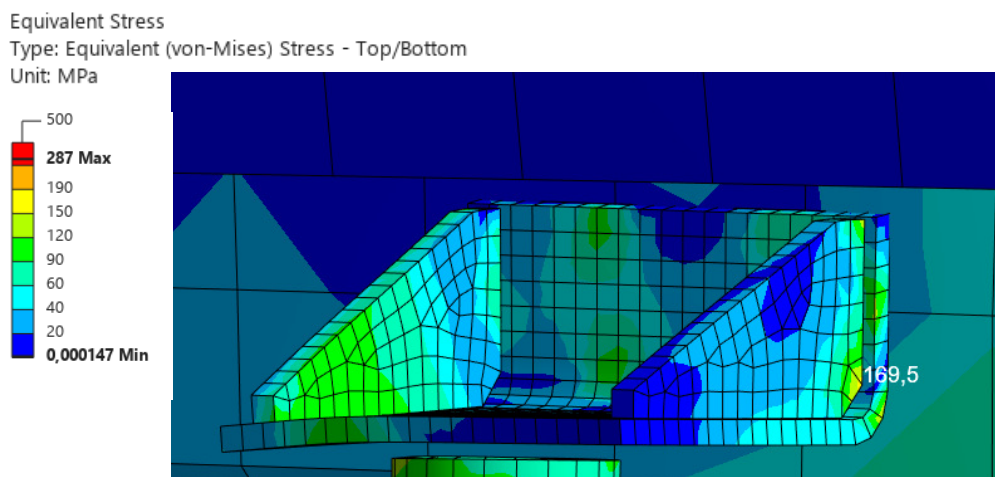 Equivalent Stress
Type: Equivalent (von-Mises) Stress - Top/Bottom
Unit: MPa
500
287 Max
190
150
120
90
60
40
20
0,000147 Min
169,5